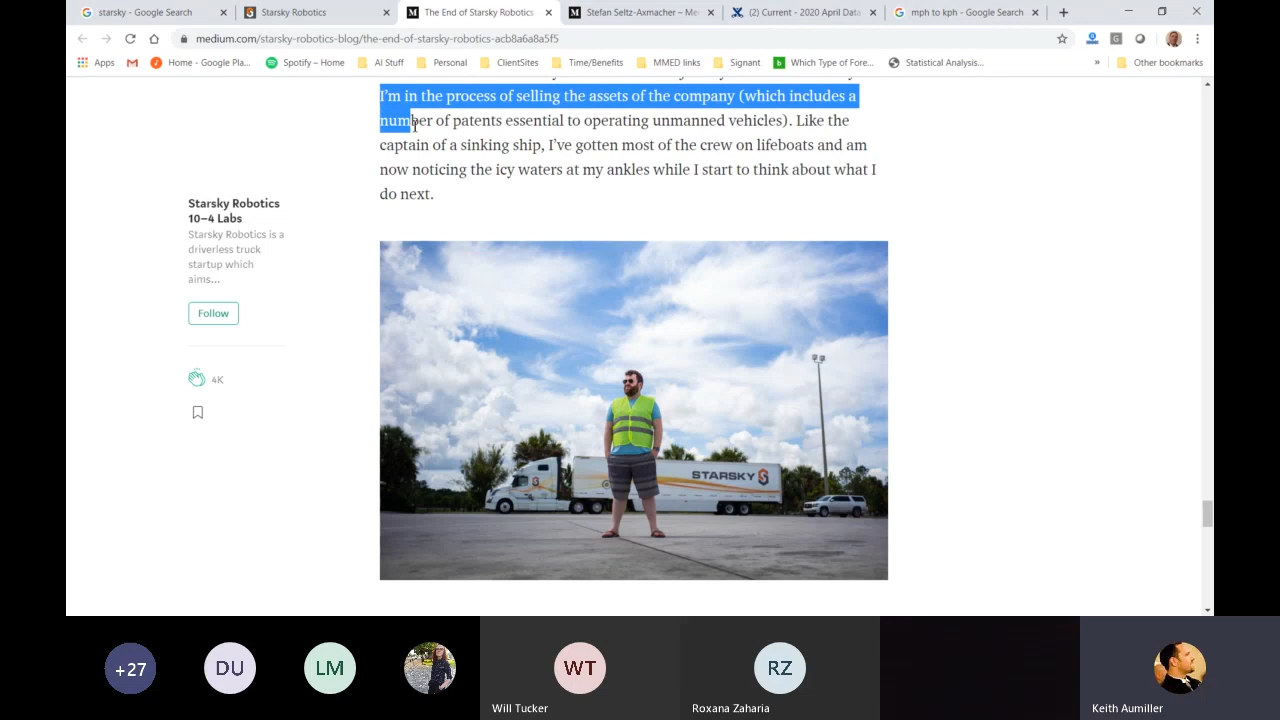 starsky - Google Search
Starsky Robotics
The End of Starsky Robotics
Stefan Seltz-Axmacher – Me
(2) Current - 2020 April Data
mph to kph - Google Search
medium.com/starsky-robotics-blog/the-end-of-starsky-robotics-acb8a6a8a5f5
Apps
Home - Google Pla...
Spotify – Home
AI Stuff
Personal
ClientSites
Time/Benefits
MMED links
Signant
Which Type of Fore...
Statistical Analysis...
»
Other bookmarks
I'm in the process of selling the assets of the company (which includes a
number of patents essential to operating unmanned vehicles). Like the
captain of a sinking ship, I've gotten most of the crew on lifeboats and am
now noticing the icy waters at my ankles while I start to think about what I
do next.
Starsky Robotics
10–4 Labs
Starsky Robotics is a
driverless truck
startup which
aims...
Follow
4K
STARSKY
+27
DU
LM
WT
Will Tucker
RZ
Roxana Zaharia
Keith Aumiller